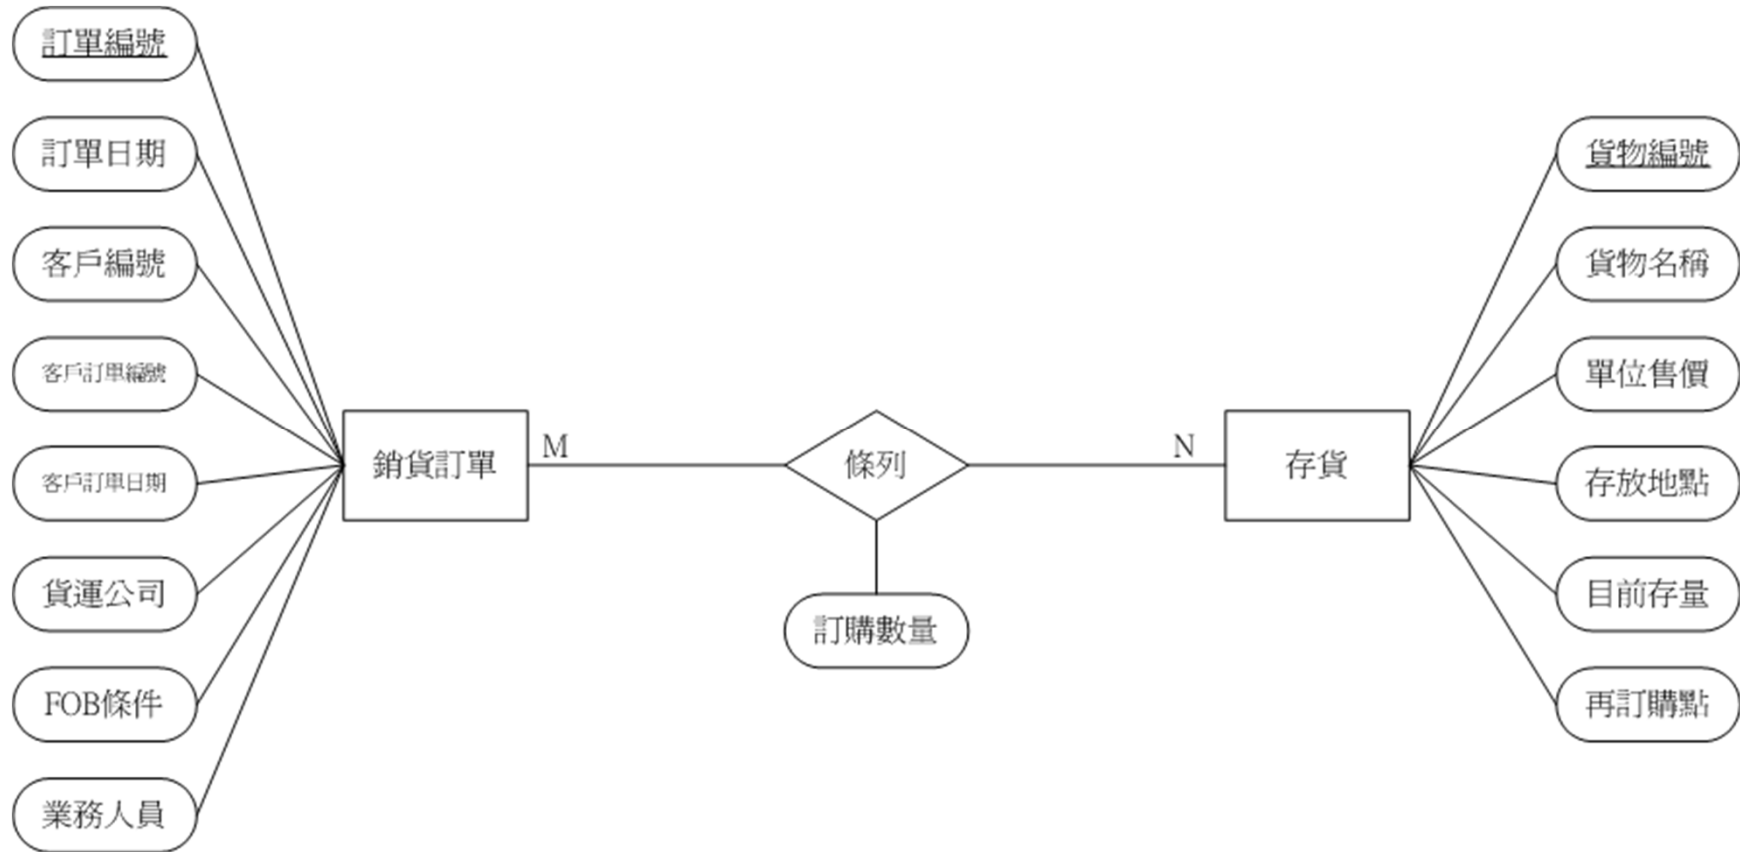 訂單編號
訂單日期
客戶編號
客戶訂單編號
客戶訂單日期
貨運公司
FOB條件
業務人員
銷貨訂單
M
條列
訂購數量
N
存貨
貨物編號
貨物名稱
單位售價
存放地點
目前存量
再訂購點